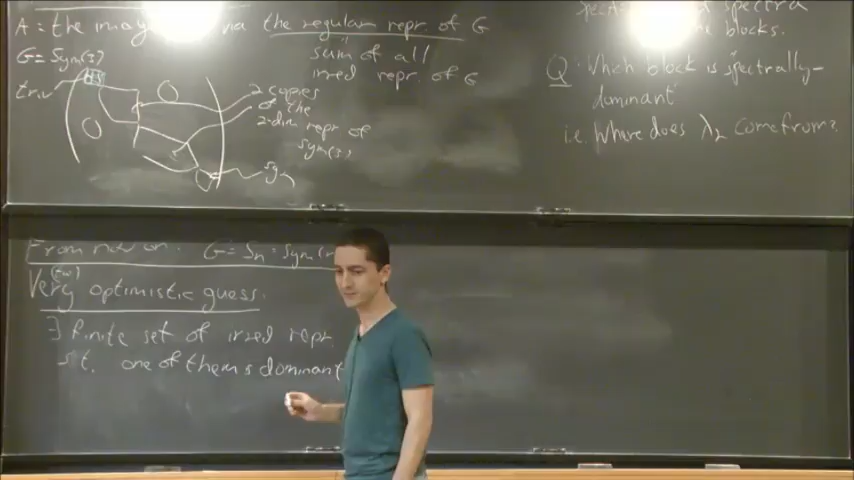 A = the image via the regular repr. of G
sum of all
irred repr. of G
G = Sym(3)
triv
2 copies
of the
2-dim repr of
Sym(3)
sgn
spectra
blocks.
Q: Which block is spectrally-
dominant
i.e. Where does λ₂ come from?
From now on: G = Sn = Sym(n
Very (too) optimistic guess.
∃ finite set of irred repr
s.t. one of them is dominant